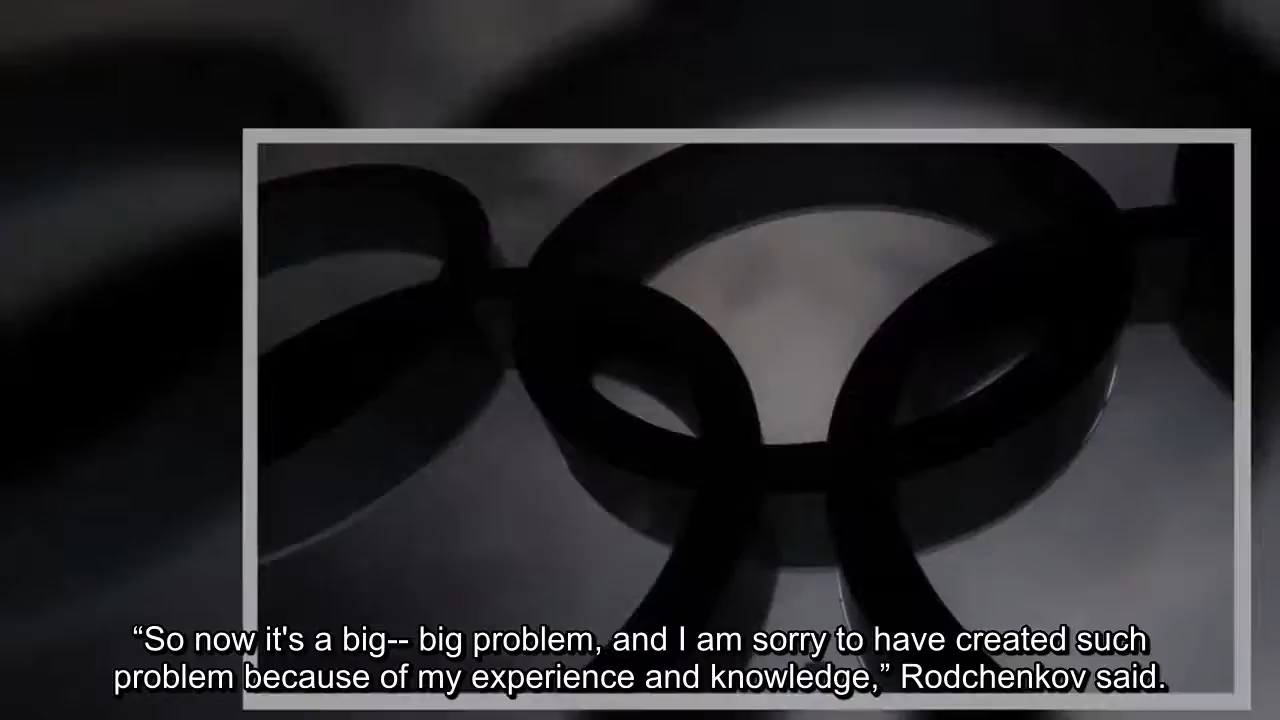 “So now it's a big-- big problem, and I am sorry to have created such
problem because of my experience and knowledge,” Rodchenkov said.